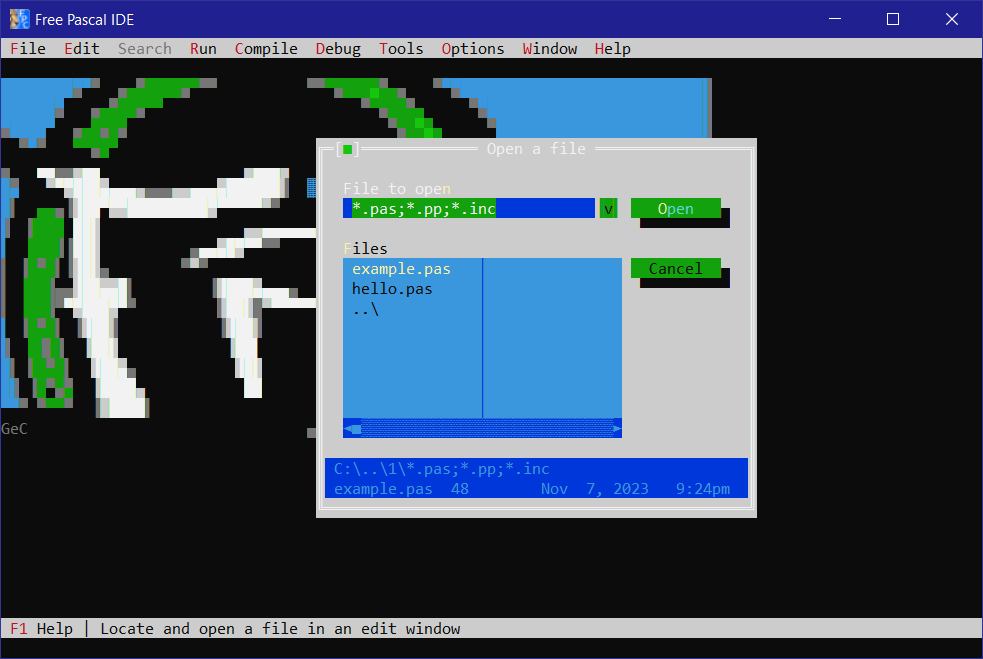 Free Pascal IDE
File Edit Search Run Compile Debug Tools Options Window Help
[■] Open a file
File to open
*.pas;*.pp;*.inc v Open
Files
example.pas Cancel
hello.pas
..\
GeC
C:\..\1\*.pas;*.pp;*.inc
example.pas 48 Nov 7, 2023 9:24pm
F1 Help | Locate and open a file in an edit window